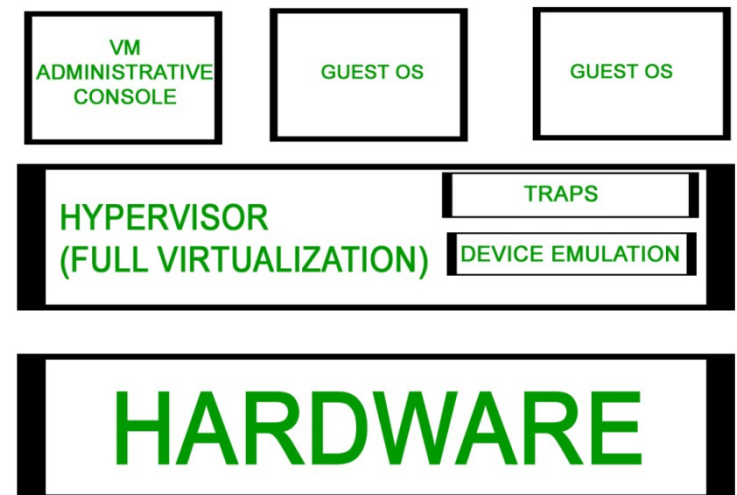 VM
ADMINISTRATIVE
CONSOLE
GUEST OS
GUEST OS
HYPERVISOR
(FULL VIRTUALIZATION)
TRAPS
DEVICE EMULATION
HARDWARE